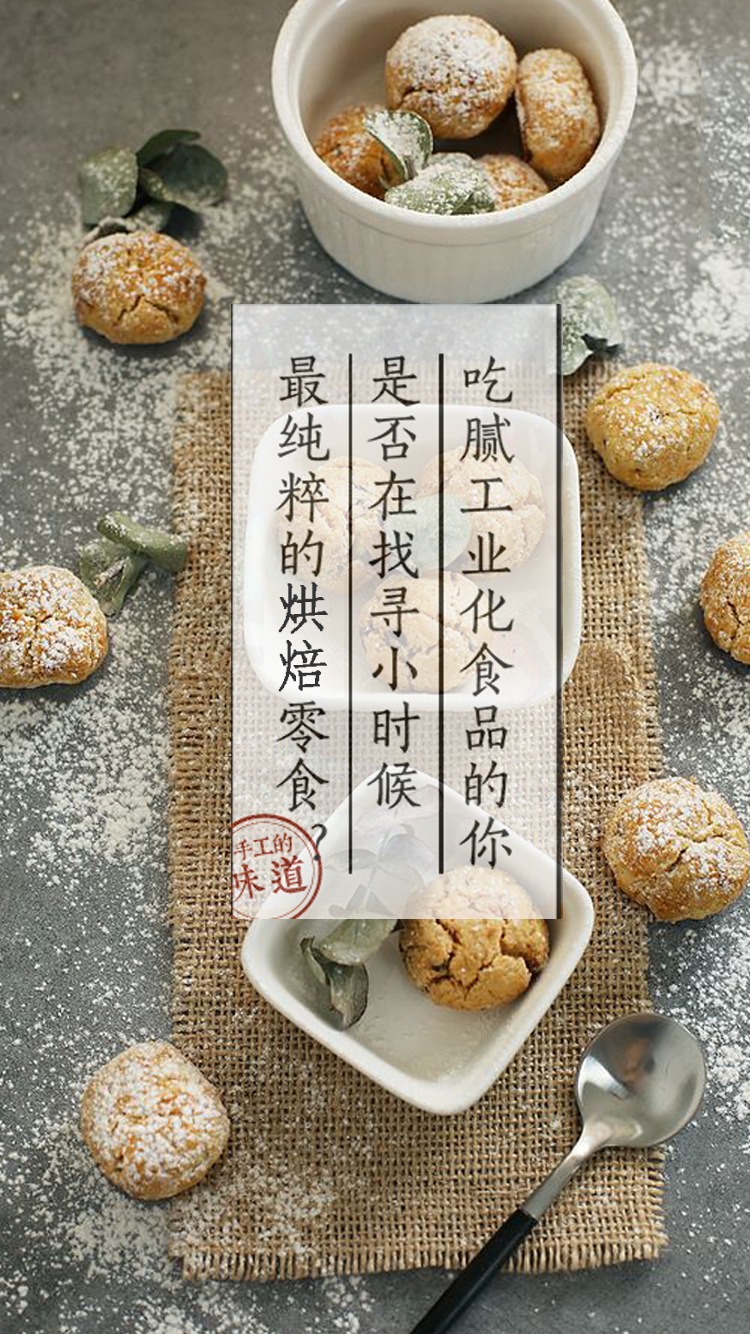 吃腻工业化食品的你
是否在找寻小时候
最纯粹的烘焙零食？
手工的
味道